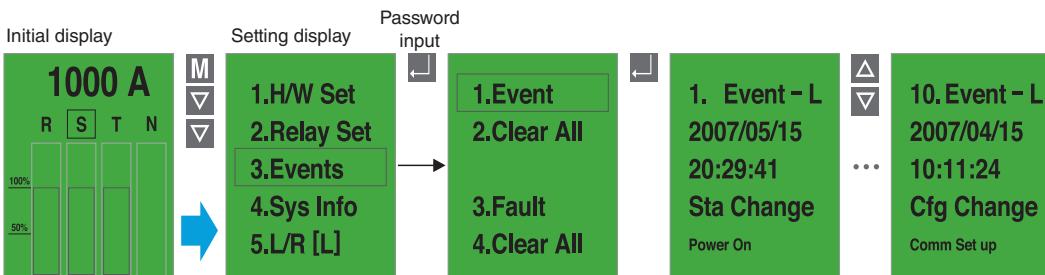 Initial display
1000 A
R S T N
100%
50%
M
Setting display
1.H/W Set
2.Relay Set
3.Events
4.Sys Info
5.L/R [L]
Password
input
1.Event
2.Clear All
3.Fault
4.Clear All
1. Event - L
2007/05/15
20:29:41
Sta Change
Power On
...
10. Event - L
2007/04/15
10:11:24
Cfg Change
Comm Set up